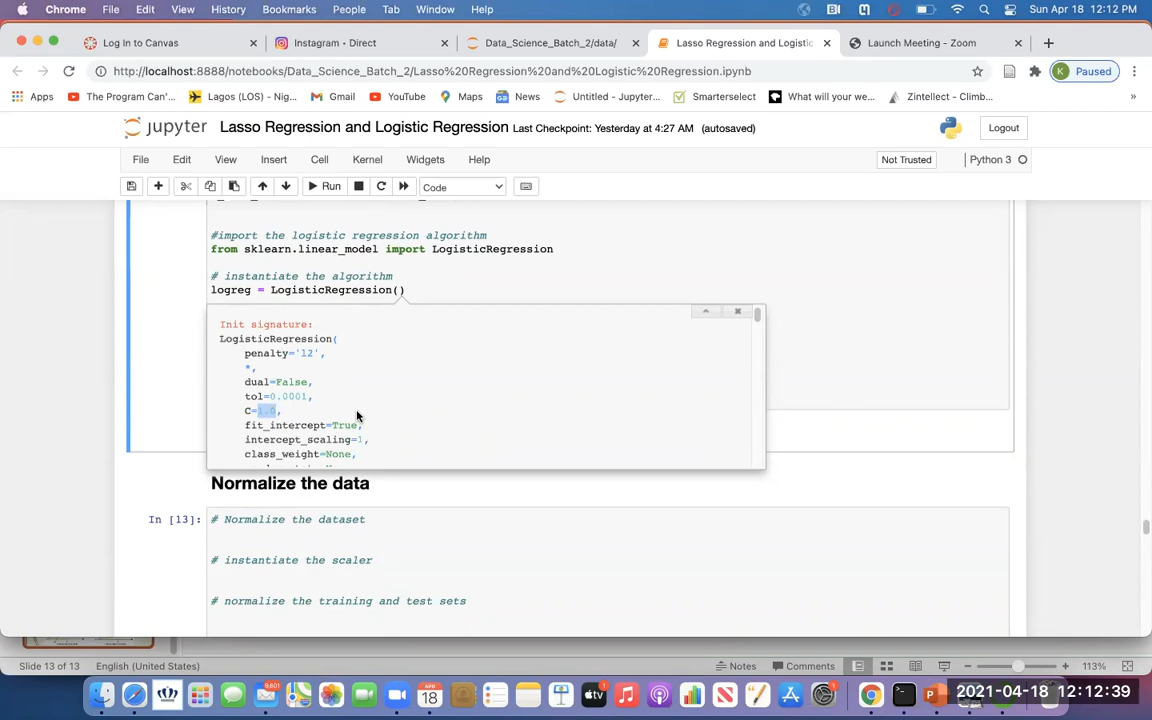 Chrome File Edit View History Bookmarks People Tab Window Help Sun Apr 18 12:12 PM
Log In to Canvas Instagram • Direct Data_Science_Batch_2/data/ Lasso Regression and Logistic Launch Meeting - Zoom
http://localhost:8888/notebooks/Data_Science_Batch_2/Lasso%20Regression%20and%20Logistic%20Regression.ipynb K Paused
Apps The Program Can'... Lagos (LOS) – Nig... Gmail YouTube Maps News Untitled - Jupyter... Smarterselect What will your we... Zintellect - Climb... »
jupyter Lasso Regression and Logistic Regression Last Checkpoint: Yesterday at 4:27 AM (autosaved) Logout
File Edit View Insert Cell Kernel Widgets Help Not Trusted Python 3
Run Code
#import the logistic regression algorithm
from sklearn.linear_model import LogisticRegression
# instantiate the algorithm
logreg = LogisticRegression()
Init signature:
LogisticRegression(
penalty='l2',
*,
dual=False,
tol=0.0001,
C=1.0,
fit_intercept=True,
intercept_scaling=1,
class_weight=None,
Normalize the data
In [13]: # Normalize the dataset
# instantiate the scaler
# normalize the training and test sets
Slide 13 of 13 English (United States) Notes Comments 113%
9,601 APR 18 1 tv 2021-04-18 12:12:39